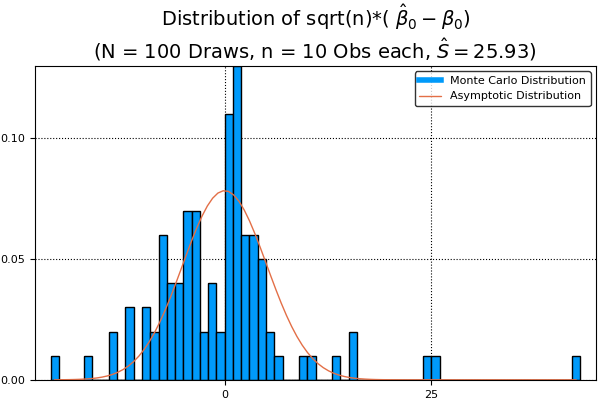 Distribution of sqrt(n)*( β̂₀ − β₀)
(N = 100 Draws, n = 10 Obs each, Ŝ = 25.93)
Monte Carlo Distribution
Asymptotic Distribution
0.10
0.05
0.00
0
25